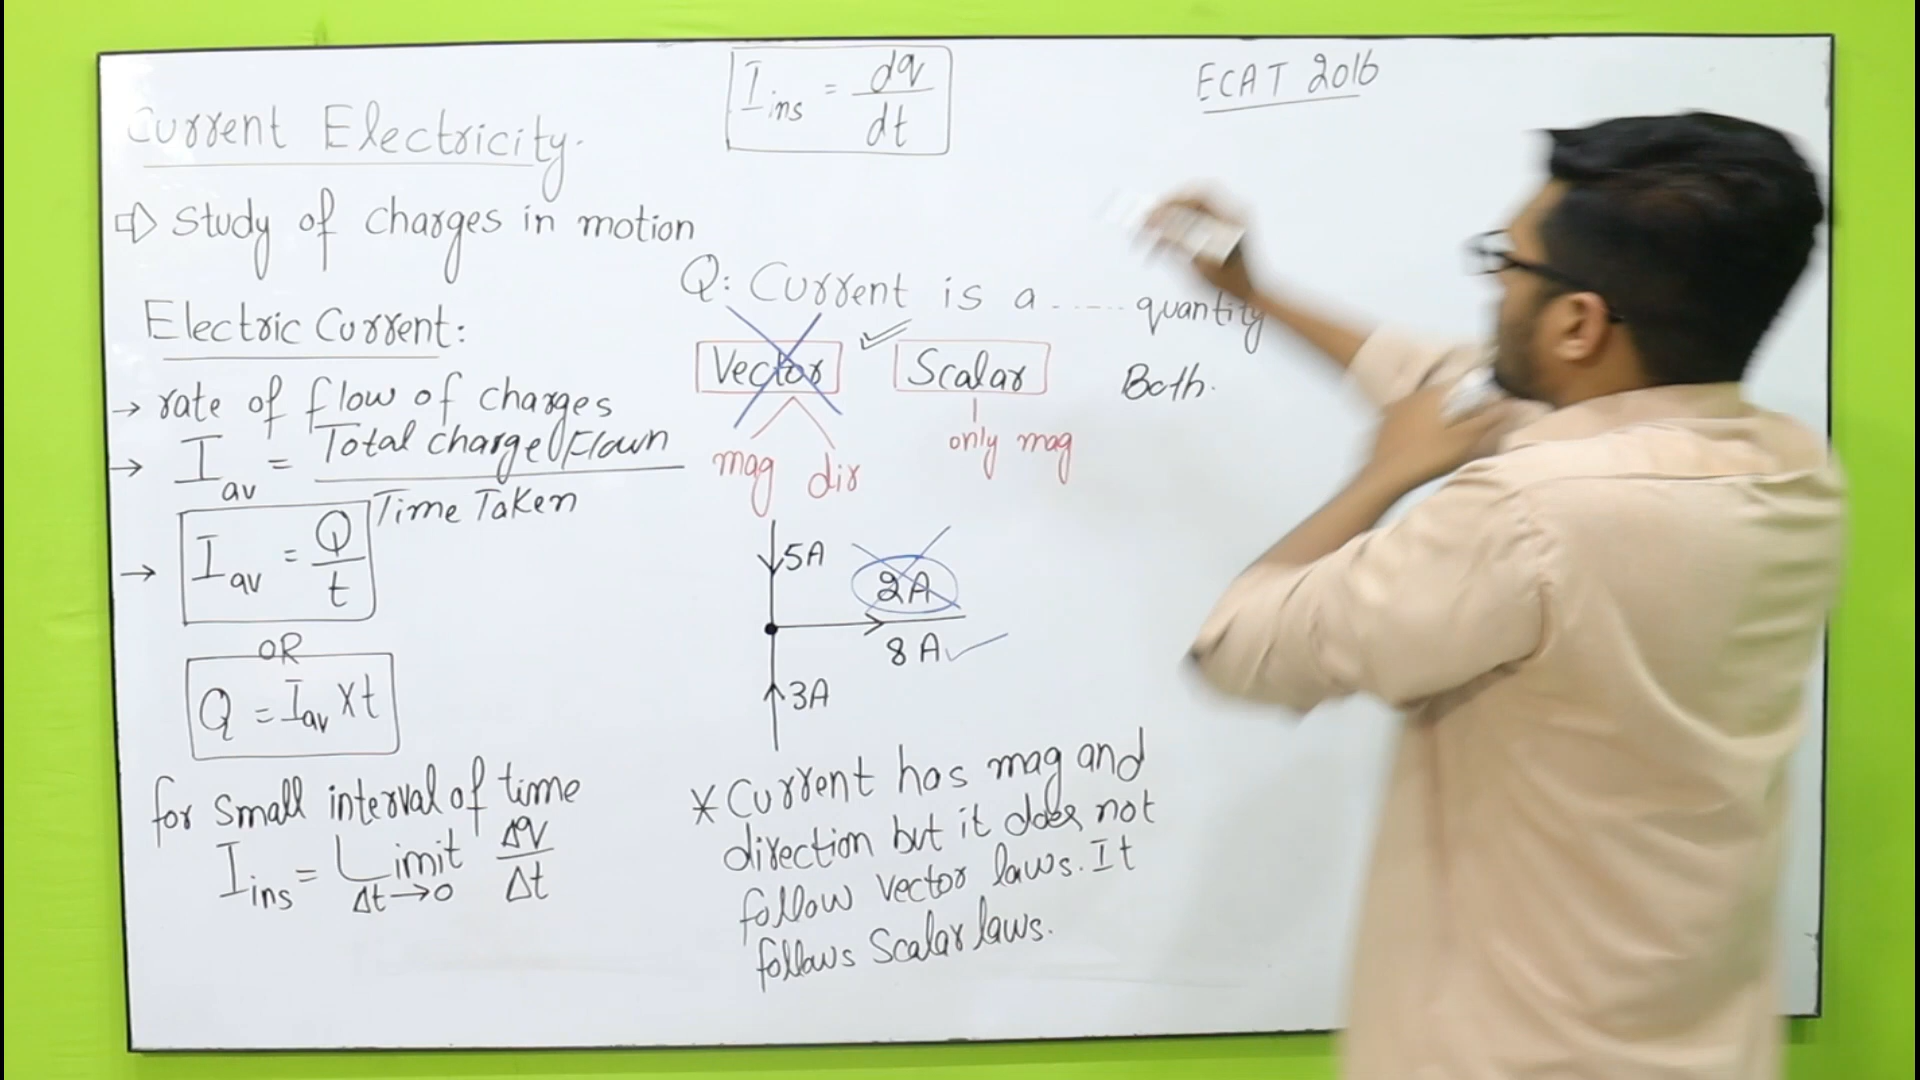 Current Electricity.
⇨ Study of charges in motion
Electric Current:
→ rate of flow of charges
→ I_av = Total charge Flown / Time Taken
→ I_av = Q/t
OR
Q = I_av x t
for small interval of time
I_ins = Limit Δt→0 Δq/Δt
I_ins = dq/dt
Q: Current is a ..... quantity
Vector ✓ Scalar Both.
mag dir only mag
5A
2A
8A ✓
3A
* Current has mag and
direction but it does not
follow vector laws. It
follows Scalar laws.
ECAT 2016